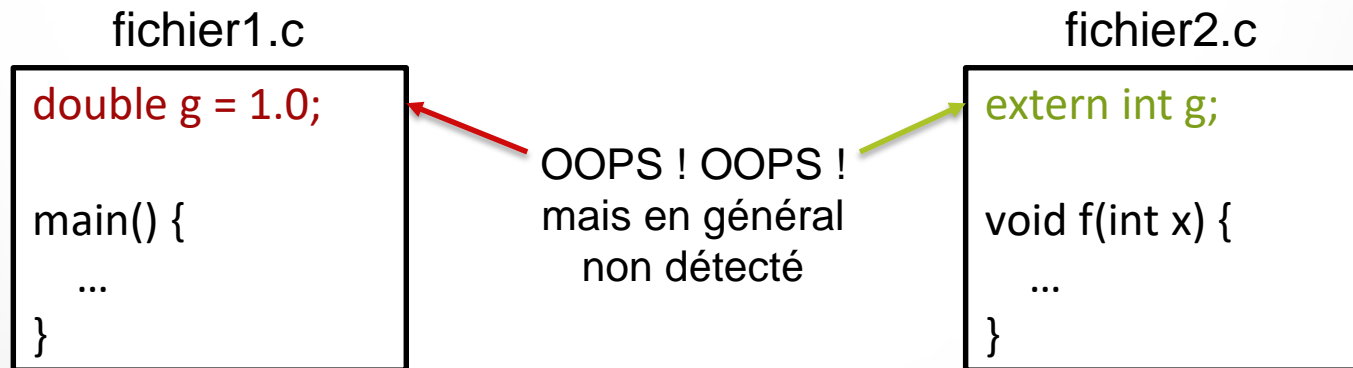 fichier1.c
double g = 1.0;
main() {
...
}
OOPS ! OOPS !
mais en général
non détecté
fichier2.c
extern int g;
void f(int x) {
...
}